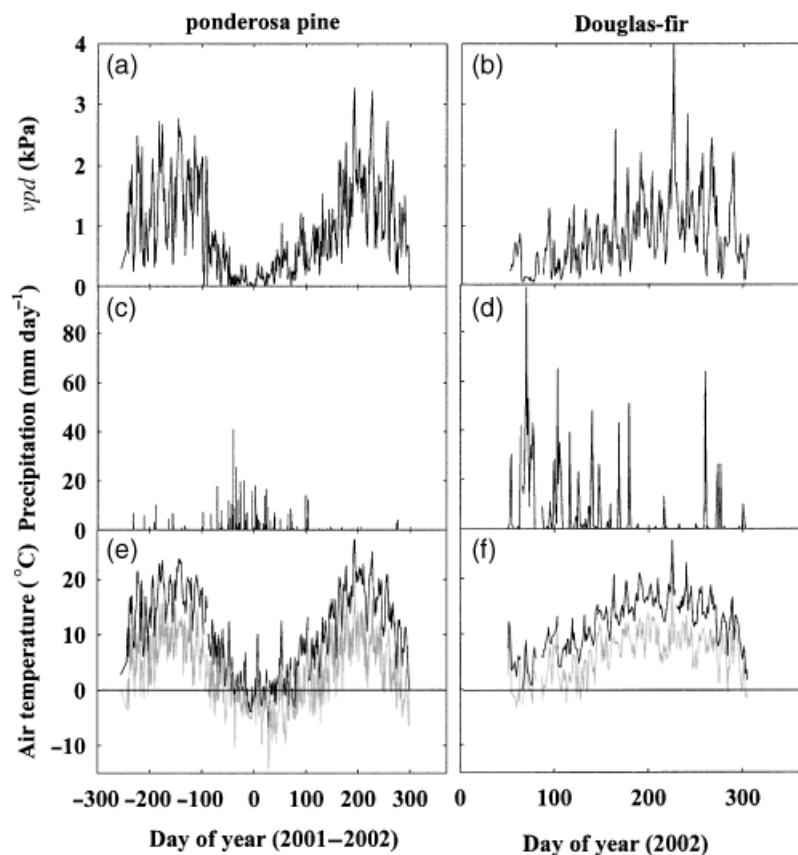 ponderosa pine
Douglas-fir
(a)
(b)
vpd (kPa)
4
3
2
1
0
(c)
(d)
Precipitation (mm day⁻¹)
80
60
40
20
0
(e)
(f)
Air temperature (°C)
20
10
0
−10
−300 −200 −100 0 100 200 300
0 100 200 300
Day of year (2001−2002)
Day of year (2002)